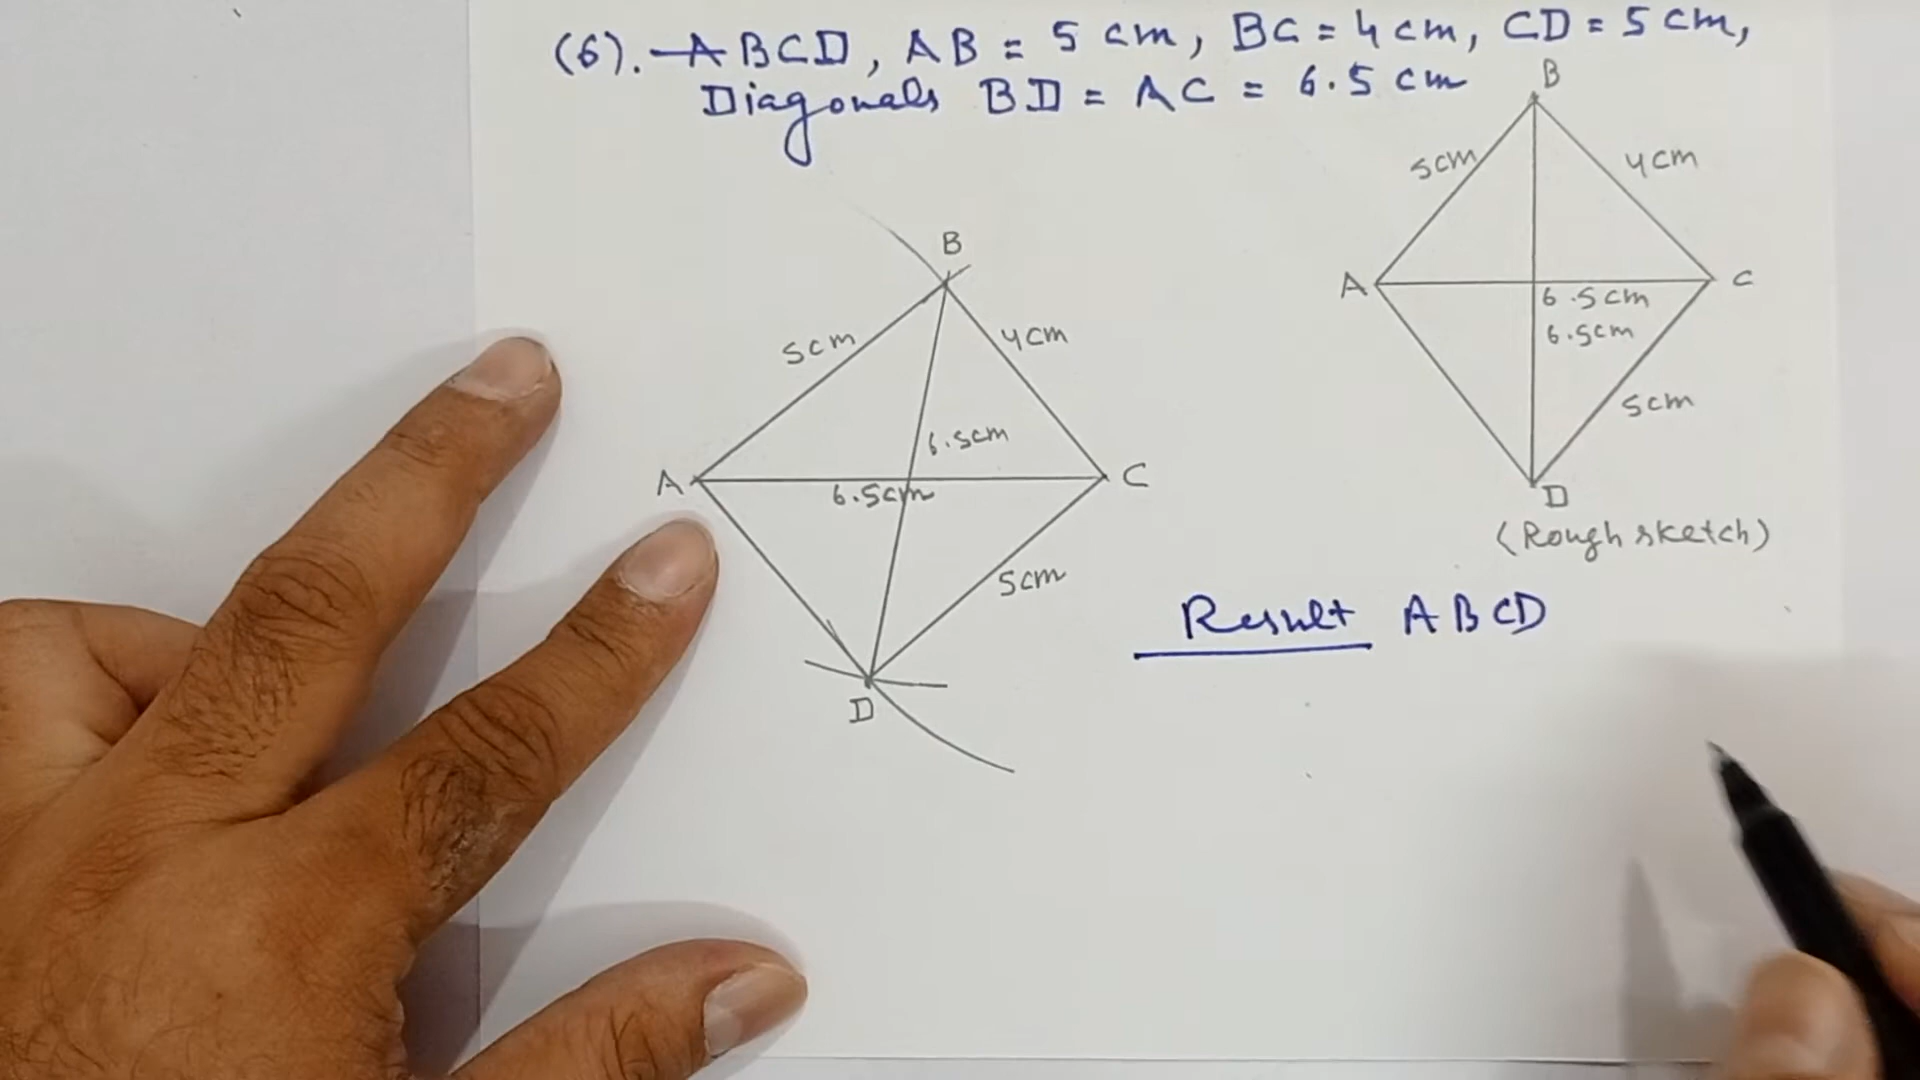 (6). ABCD, AB = 5 cm, BC = 4 cm, CD = 5 cm,
Diagonals BD = AC = 6.5 cm
B
5cm
4cm
A
C
6.5cm
6.5cm
5cm
D
(Rough sketch)
B
5cm
4cm
6.5cm
A
C
6.5cm
5cm
D
Result ABCD